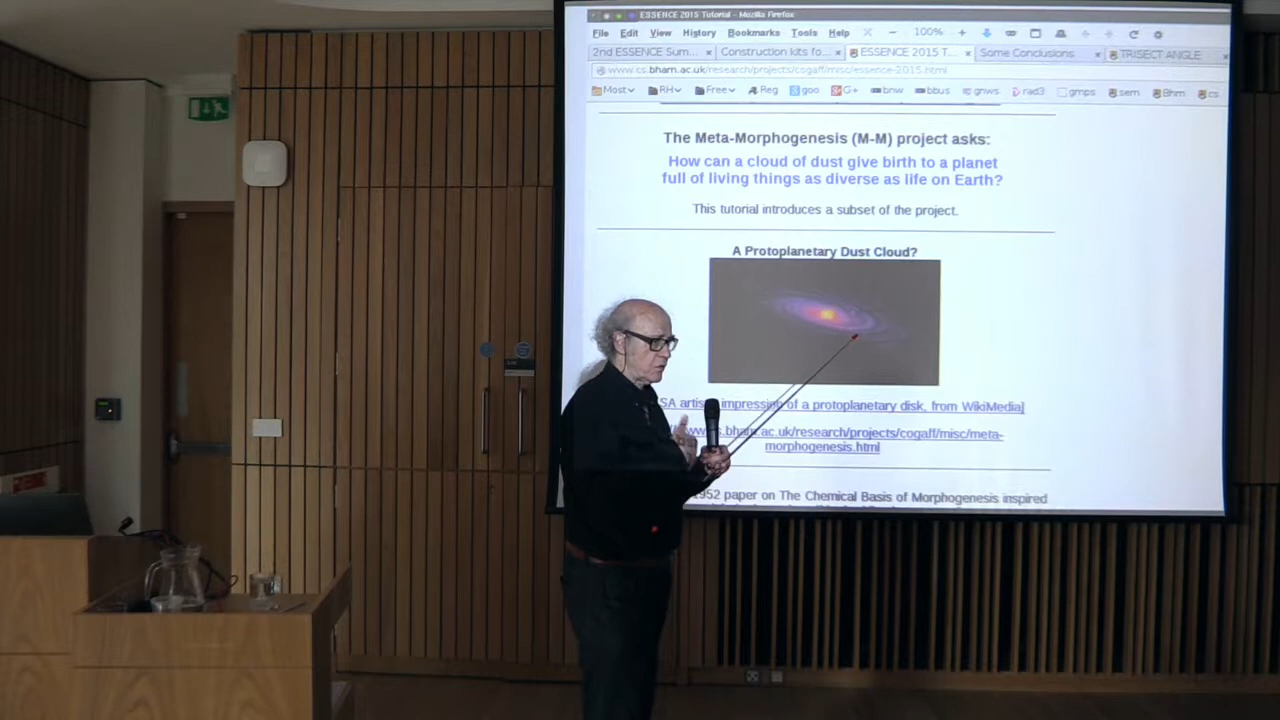 ESSENCE 2015 Tutorial - Mozilla Firefox
File Edit View History Bookmarks Tools Help 100%
2nd ESSENCE Sum... Construction kits fo... ESSENCE 2015 T... Some Conclusions. TRISECT ANGLE
www.cs.bham.ac.uk/research/projects/cogaff/misc/essence-2015.html
Most RH Free Reg goo G+ bnw bbus gnws rad3 gmps sem Bhm cs
The Meta-Morphogenesis (M-M) project asks:
How can a cloud of dust give birth to a planet
full of living things as diverse as life on Earth?
This tutorial introduces a subset of the project.
A Protoplanetary Dust Cloud?
SA artis impression of a protoplanetary disk, from WikiMedia]
www.cs.bham.ac.uk/research/projects/cogaff/misc/meta-
morphogenesis.html
1952 paper on The Chemical Basis of Morphogenesis inspired